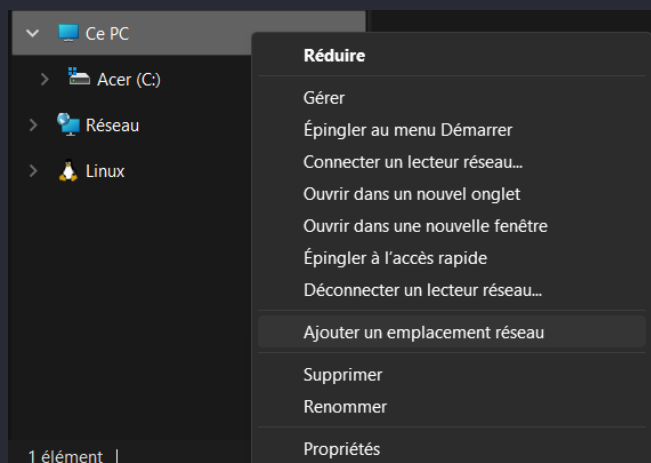 Ce PC
Acer (C:)
Réseau
Linux
1 élément
Réduire
Gérer
Épingler au menu Démarrer
Connecter un lecteur réseau...
Ouvrir dans un nouvel onglet
Ouvrir dans une nouvelle fenêtre
Épingler à l’accès rapide
Déconnecter un lecteur réseau...
Ajouter un emplacement réseau
Supprimer
Renommer
Propriétés